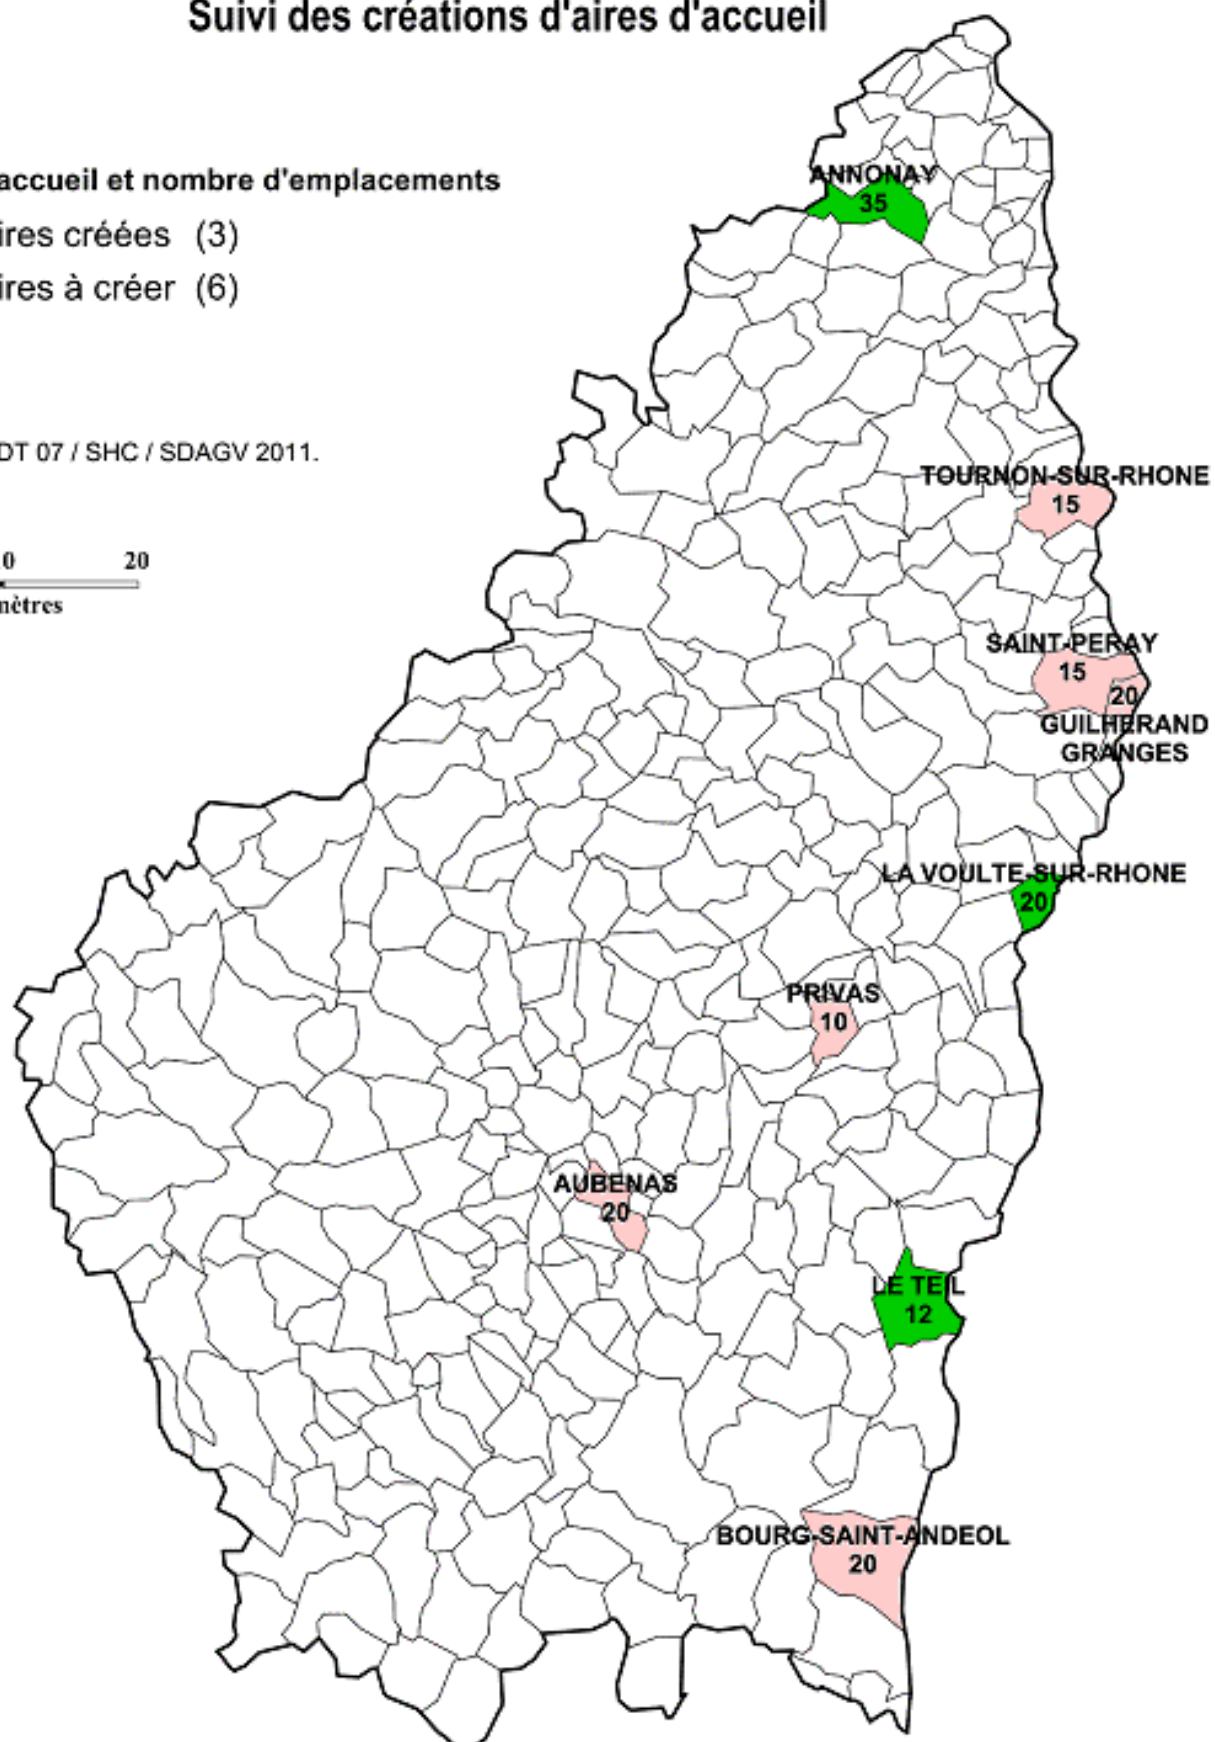 Suivi des créations d'aires d'accueil
accueil et nombre d'emplacements
ires créées (3)
ires à créer (6)
DT 07 / SHC / SDAGV 2011.
0 20
mètres
ANNONAY
35
TOURNON-SUR-RHONE
15
SAINT-PERAY
15
20
GUILHERAND
GRANGES
LA VOULTE-SUR-RHONE
20
PRIVAS
10
AUBENAS
20
LE TEIL
12
BOURG-SAINT-ANDEOL
20